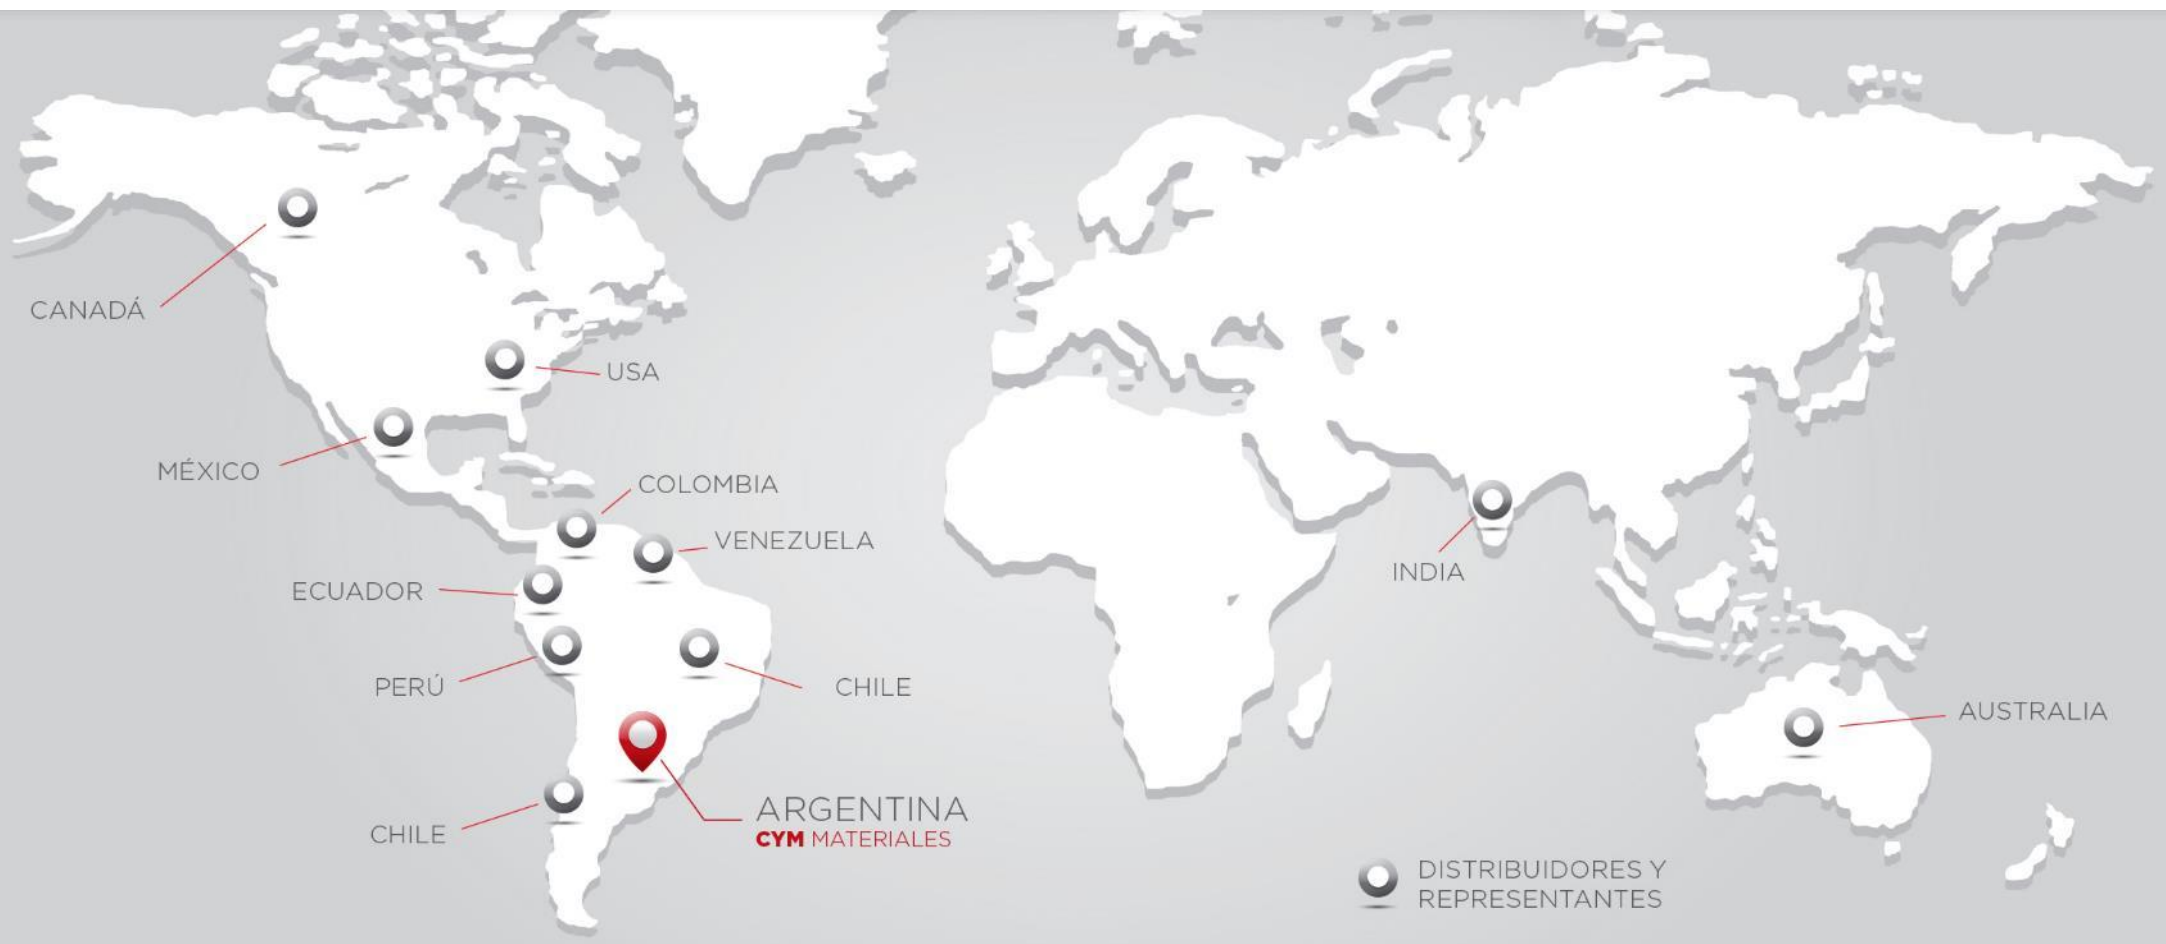 CANADÁ
USA
MÉXICO
COLOMBIA
VENEZUELA
ECUADOR
INDIA
PERÚ
CHILE
AUSTRALIA
ARGENTINA
CYM MATERIALES
CHILE
DISTRIBUIDORES Y
REPRESENTANTES